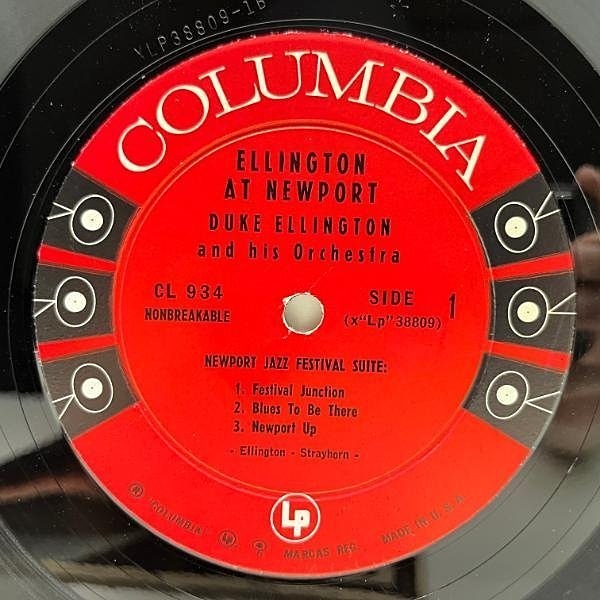 XLP38809-1B
COLUMBIA
ELLINGTON
AT NEWPORT
DUKE ELLINGTON
and his Orchestra
CL 934
NONBREAKABLE
SIDE 1
(x"Lp"38809)
NEWPORT JAZZ FESTIVAL SUITE:
1. Festival Junction
2. Blues To Be There
3. Newport Up
- Ellington - Strayhorn -
Lp
"COLUMBIA" MARCAS REG. MADE IN U.S.A.